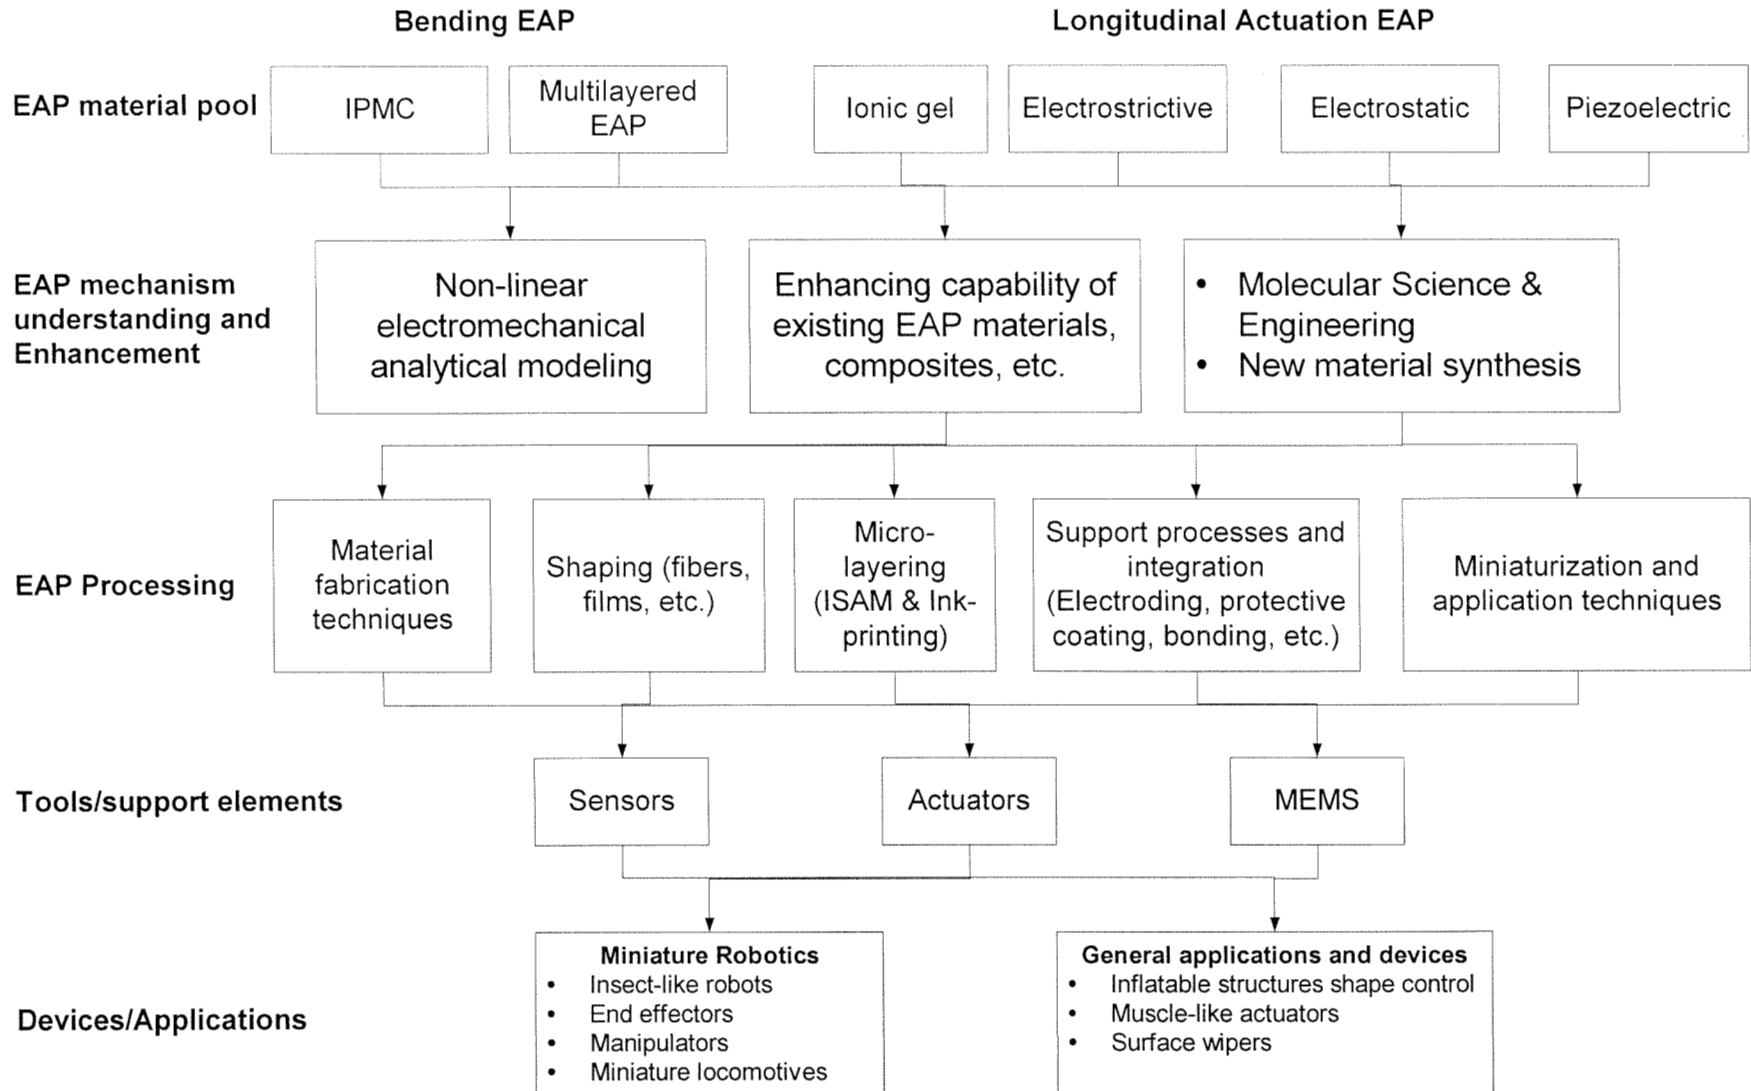 Bending EAP
Longitudinal Actuation EAP
EAP material pool
IPMC
Multilayered
EAP
Ionic gel
Electrostrictive
Electrostatic
Piezoelectric
EAP mechanism
understanding and
Enhancement
Non-linear
electromechanical
analytical modeling
Enhancing capability of
existing EAP materials,
composites, etc.
• Molecular Science &
Engineering
• New material synthesis
EAP Processing
Material
fabrication
techniques
Shaping (fibers,
films, etc.)
Micro-
layering
(ISAM & Ink-
printing)
Support processes and
integration
(Electroding, protective
coating, bonding, etc.)
Miniaturization and
application techniques
Tools/support elements
Sensors
Actuators
MEMS
Devices/Applications
Miniature Robotics
• Insect-like robots
• End effectors
• Manipulators
• Miniature locomotives
General applications and devices
• Inflatable structures shape control
• Muscle-like actuators
• Surface wipers